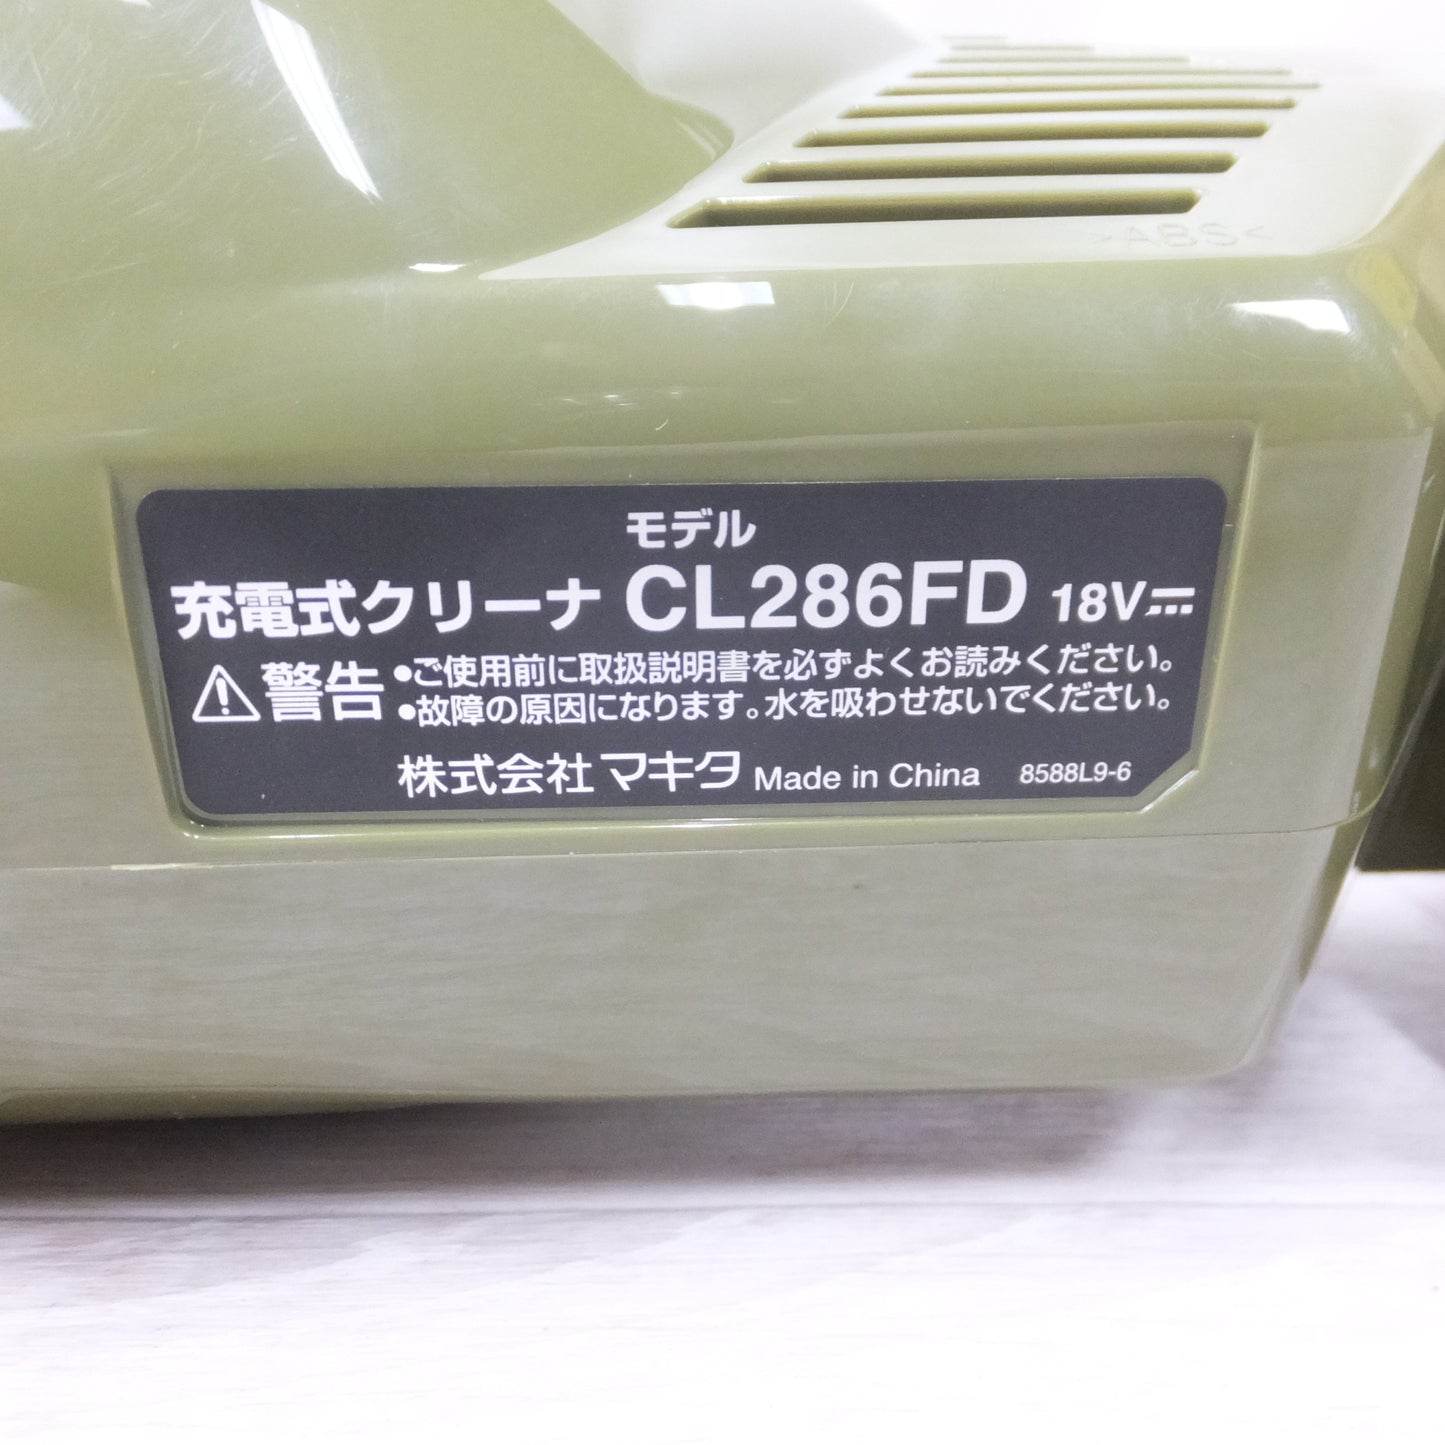 >ABS<
モデル
充電式クリーナ CL286FD 18V⎓
⚠警告 •ご使用前に取扱説明書を必ずよくお読みください。
•故障の原因になります。水を吸わせないでください。
株式会社マキタ Made in China 8588L9-6